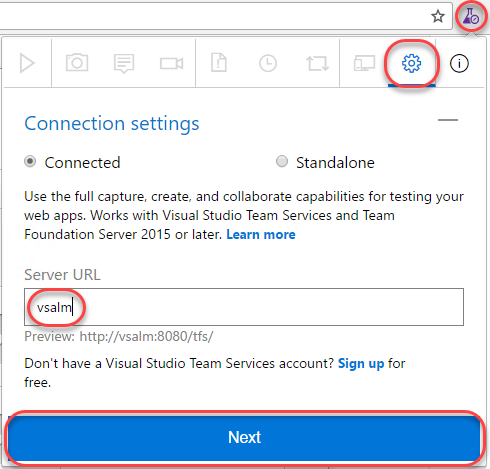 Connection settings
Connected Standalone
Use the full capture, create, and collaborate capabilities for testing your
web apps. Works with Visual Studio Team Services and Team
Foundation Server 2015 or later. Learn more
Server URL
vsalm
Preview: http://vsalm:8080/tfs/
Don't have a Visual Studio Team Services account? Sign up for
free.
Next